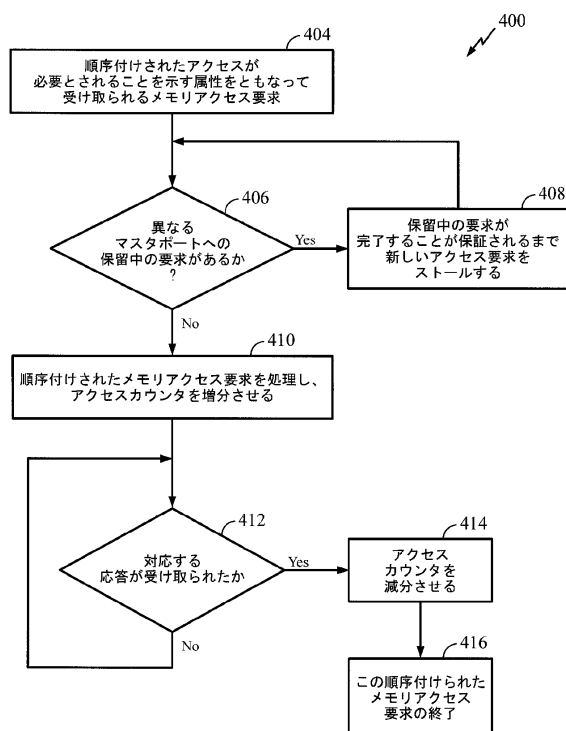 400
404
順序付けされたアクセスが
必要とされることを示す属性をともなって
受け取られるメモリアクセス要求
406
異なる
マスタポートへの
保留中の要求があるか
?
Yes
408
保留中の要求が
完了することが保証されるまで
新しいアクセス要求を
ストールする
No
410
順序付けされたメモリアクセス要求を処理し、
アクセスカウンタを増分させる
412
対応する
応答が受け取られたか
Yes
414
アクセス
カウンタを
減分させる
No
416
この順序付けられた
メモリアクセス
要求の終了